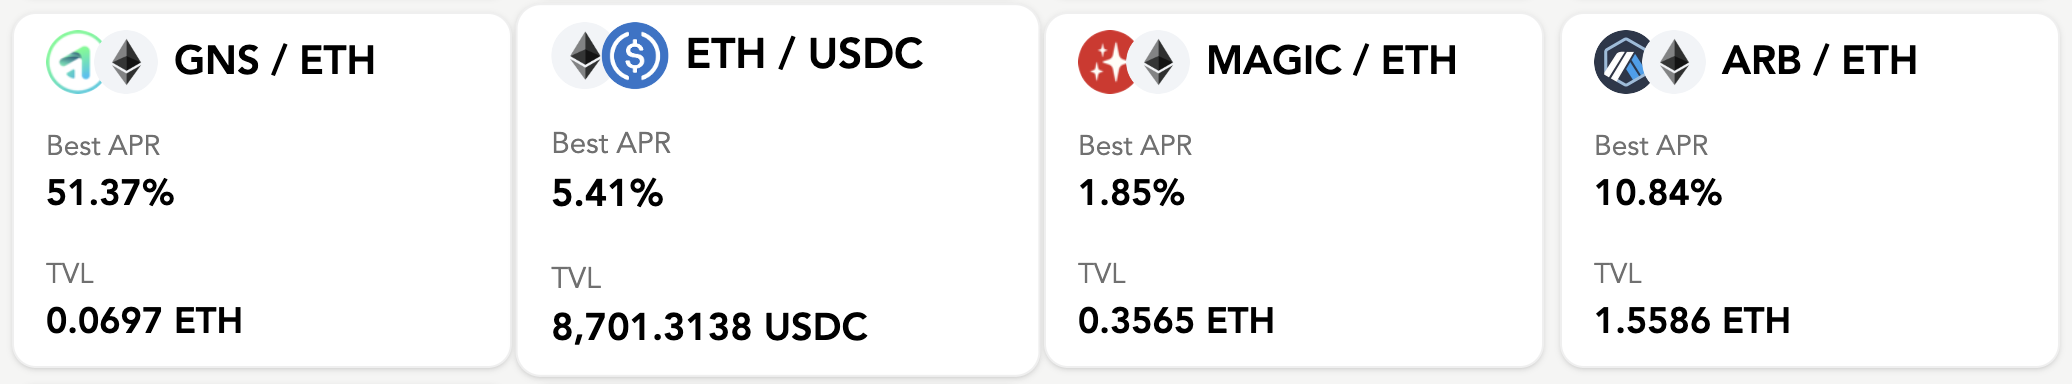 GNS / ETH
Best APR
51.37%
TVL
0.0697 ETH
ETH / USDC
Best APR
5.41%
TVL
8,701.3138 USDC
MAGIC / ETH
Best APR
1.85%
TVL
0.3565 ETH
ARB / ETH
Best APR
10.84%
TVL
1.5586 ETH